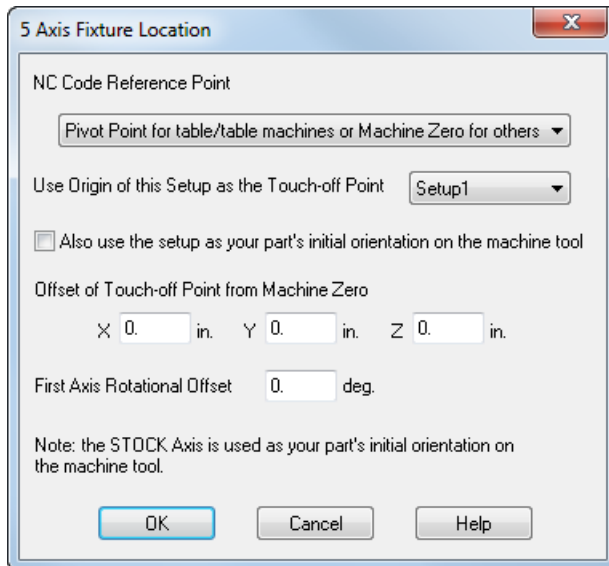 5 Axis Fixture Location
NC Code Reference Point
Pivot Point for table/table machines or Machine Zero for others
Use Origin of this Setup as the Touch-off Point Setup1
Also use the setup as your part's initial orientation on the machine tool
Offset of Touch-off Point from Machine Zero
X 0. in. Y 0. in. Z 0. in.
First Axis Rotational Offset 0. deg.
Note: the STOCK Axis is used as your part's initial orientation on
the machine tool.
OK Cancel Help